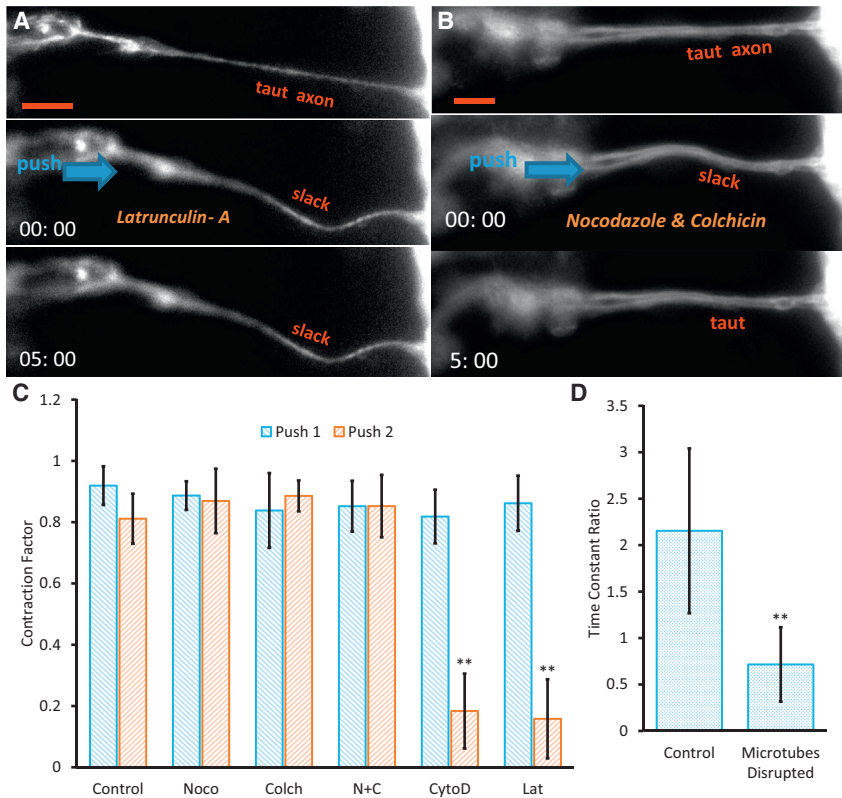 A
taut axon
push
Latrunculin- A
slack
00: 00
slack
05: 00
B
taut axon
push
slack
00: 00
Nocodazole & Colchicin
taut
5: 00
C
1.2
1
0.8
0.6
0.4
0.2
0
Contraction Factor
Push 1
Push 2
**
**
Control
Noco
Colch
N+C
CytoD
Lat
D
3.5
3
2.5
2
1.5
1
0.5
0
Time Constant Ratio
**
Control
Microtubes
Disrupted